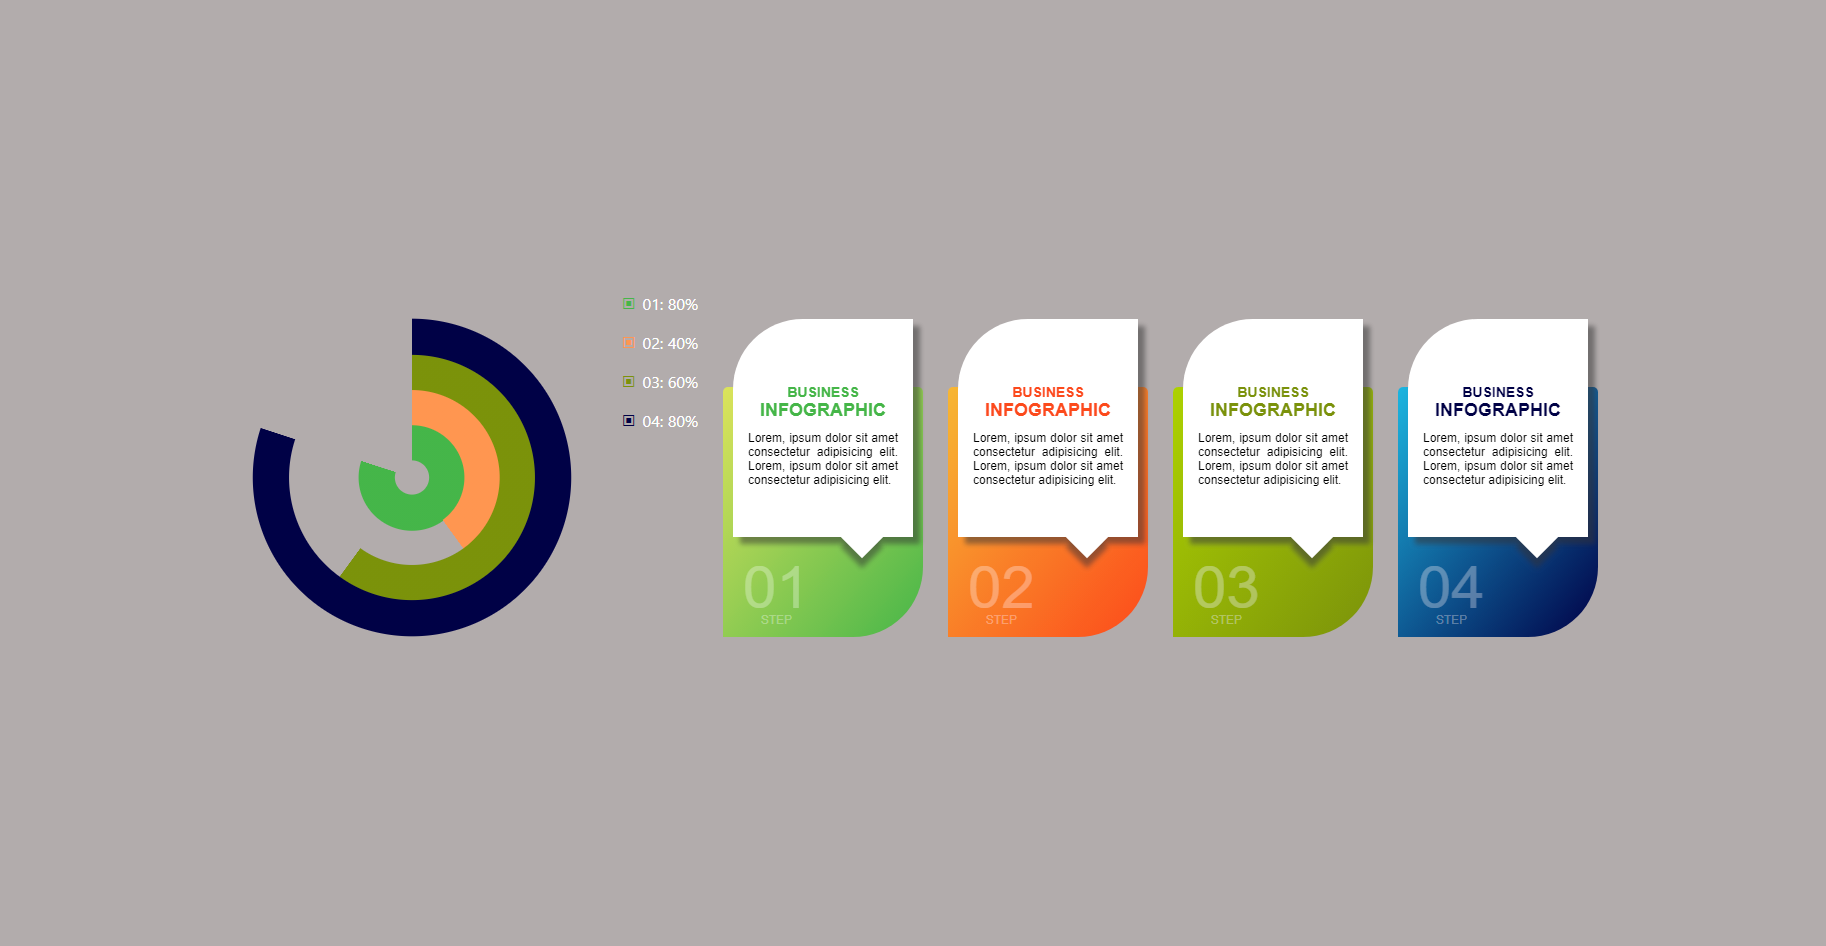 01: 80%
02: 40%
03: 60%
04: 80%
BUSINESS
INFOGRAPHIC
Lorem, ipsum dolor sit amet
consectetur adipisicing elit.
Lorem, ipsum dolor sit amet
consectetur adipisicing elit.
01
STEP
BUSINESS
INFOGRAPHIC
Lorem, ipsum dolor sit amet
consectetur adipisicing elit.
Lorem, ipsum dolor sit amet
consectetur adipisicing elit.
02
STEP
BUSINESS
INFOGRAPHIC
Lorem, ipsum dolor sit amet
consectetur adipisicing elit.
Lorem, ipsum dolor sit amet
consectetur adipisicing elit.
03
STEP
BUSINESS
INFOGRAPHIC
Lorem, ipsum dolor sit amet
consectetur adipisicing elit.
Lorem, ipsum dolor sit amet
consectetur adipisicing elit.
04
STEP